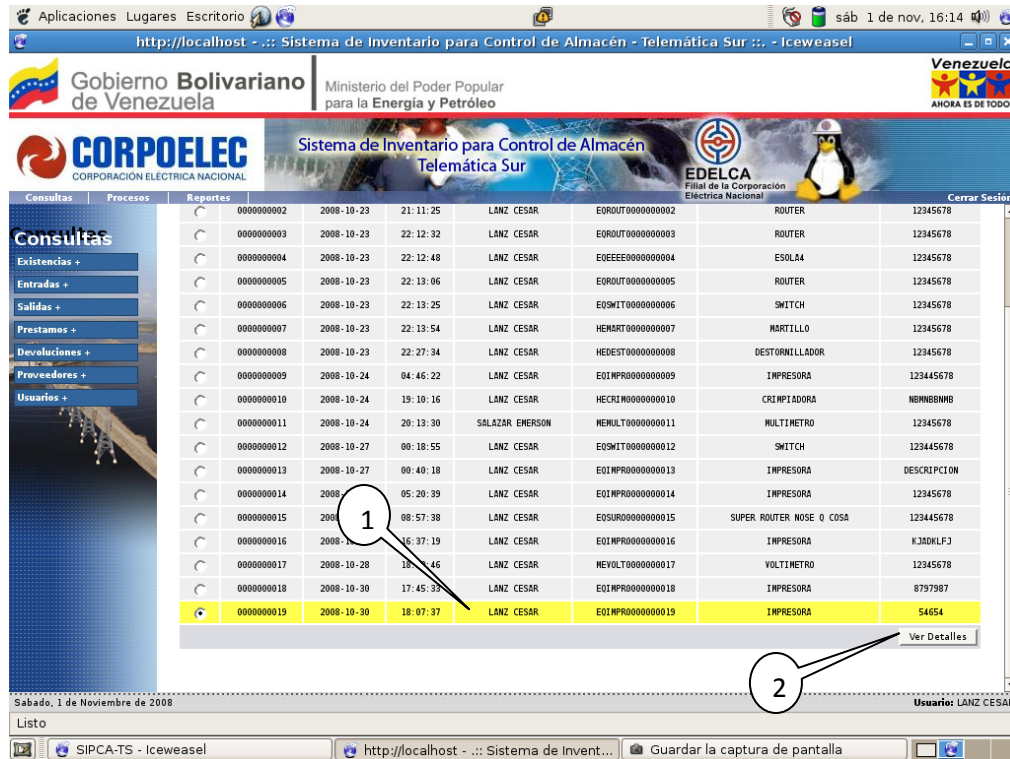 Aplicaciones Lugares Escritorio sáb 1 de nov, 16:14
http://localhost - .:: Sistema de Inventario para Control de Almacén - Telemática Sur ::. - Iceweasel
Gobierno Bolivariano
de Venezuela
Ministerio del Poder Popular
para la Energía y Petróleo
Venezuela
AHORA ES DE TODO
CORPOELEC
CORPORACIÓN ELÉCTRICA NACIONAL
Sistema de Inventario para Control de Almacén
Telemática Sur
EDELCA
Filial de la Corporación
Eléctrica Nacional
Consultas Procesos Reportes Cerrar Sesión
Consultas
Existencias +
Entradas +
Salidas +
Prestamos +
Devoluciones +
Proveedores +
Usuarios +
0000000002 2008-10-23 21:11:25 LANZ CESAR EQROUT0000000002 ROUTER 12345678
0000000003 2008-10-23 22:12:32 LANZ CESAR EQROUT0000000003 ROUTER 12345678
0000000004 2008-10-23 22:12:48 LANZ CESAR EQEEEE0000000004 ESOLA4 12345678
0000000005 2008-10-23 22:13:06 LANZ CESAR EQROUT0000000005 ROUTER 12345678
0000000006 2008-10-23 22:13:25 LANZ CESAR EQSWIT0000000006 SWITCH 12345678
0000000007 2008-10-23 22:13:54 LANZ CESAR HEMART0000000007 MARTILLO 12345678
0000000008 2008-10-23 22:27:34 LANZ CESAR HEDEST0000000008 DESTORNILLADOR 12345678
0000000009 2008-10-24 04:46:22 LANZ CESAR EQIMPR0000000009 IMPRESORA 123445678
0000000010 2008-10-24 19:10:16 LANZ CESAR HECRIM0000000010 CRIMPIADORA NBMNBBNMB
0000000011 2008-10-24 20:13:30 SALAZAR EMERSON MEMULT0000000011 MULTIMETRO 12345678
0000000012 2008-10-27 00:18:55 LANZ CESAR EQSWIT0000000012 SWITCH 123445678
0000000013 2008-10-27 00:40:18 LANZ CESAR EQIMPR0000000013 IMPRESORA DESCRIPCION
0000000014 2008- 05:20:39 LANZ CESAR EQIMPR0000000014 IMPRESORA 12345678
0000000015 08:57:38 LANZ CESAR EQSURO0000000015 SUPER ROUTER NOSE Q COSA 123445678
0000000016 16:37:19 LANZ CESAR EQIMPR0000000016 IMPRESORA KJADKLFJ
0000000017 2008-10-28 LANZ CESAR MEVOLT0000000017 VOLTIMETRO 12345678
0000000018 2008-10-30 17:45:33 LANZ CESAR EQIMPR0000000018 IMPRESORA 8797987
0000000019 2008-10-30 18:07:37 LANZ CESAR EQIMPR0000000019 IMPRESORA 54654
1
Ver Detalles
2
Sabado, 1 de Noviembre de 2008 Usuario: LANZ CESAR
Listo
SIPCA-TS - Iceweasel http://localhost - .:: Sistema de Invent... Guardar la captura de pantalla